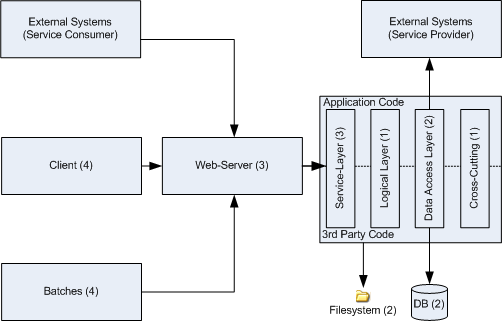 External Systems
(Service Consumer)
External Systems
(Service Provider)
Application Code
Client (4)
Web-Server (3)
Service-Layer (3)
Logical Layer (1)
Data Access Layer (2)
Cross-Cutting (1)
3rd Party Code
Batches (4)
Filesystem (2)
DB (2)